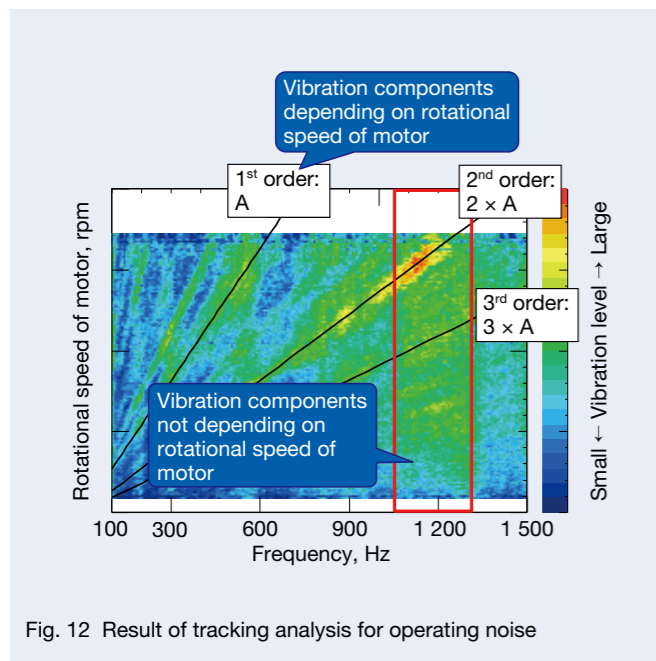 Vibration components
depending on rotational
speed of motor
1st order:
A
2nd order:
2 × A
3rd order:
3 × A
Vibration components
not depending on
rotational speed of
motor
Rotational speed of motor, rpm
Small ← Vibration level → Large
100 300 600 900 1 200 1 500
Frequency, Hz
Fig. 12 Result of tracking analysis for operating noise